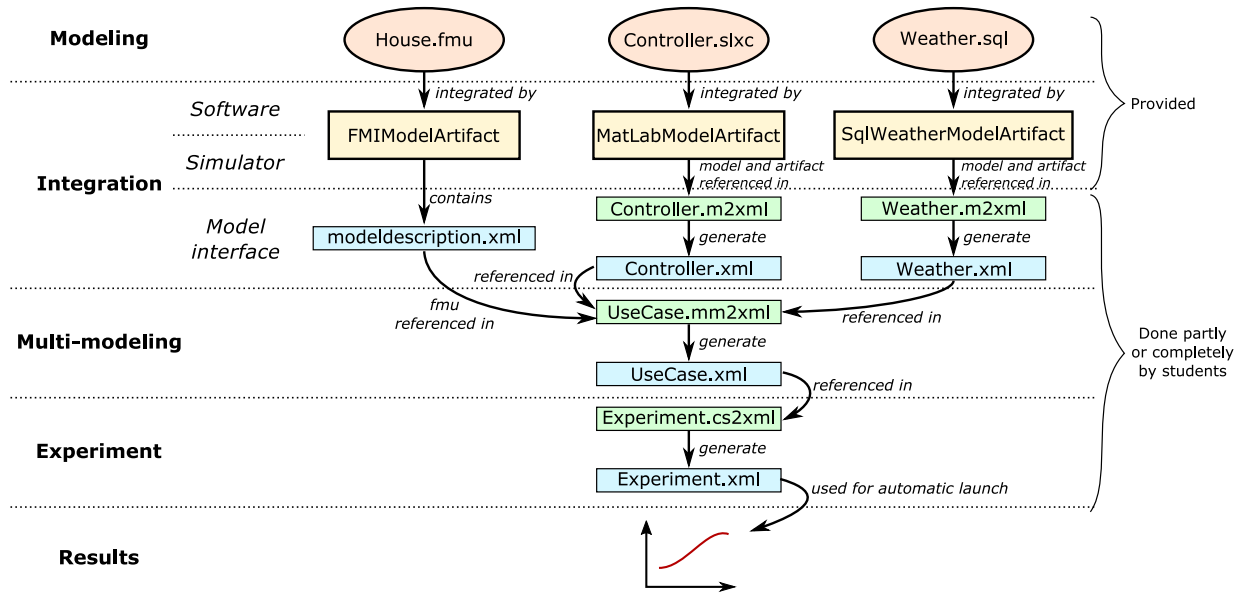 Modeling
House.fmu
Controller.slxc
Weather.sql
integrated by
integrated by
integrated by
Provided
Software
FMIModelArtifact
MatLabModelArtifact
SqlWeatherModelArtifact
Simulator
Integration
contains
model and artifact
referenced in
model and artifact
referenced in
Model
interface
modeldescription.xml
Controller.m2xml
Weather.m2xml
generate
generate
Controller.xml
Weather.xml
referenced in
fmu
referenced in
referenced in
Multi-modeling
UseCase.mm2xml
generate
UseCase.xml
referenced in
Done partly
or completely
by students
Experiment
Experiment.cs2xml
generate
Experiment.xml
used for automatic launch
Results